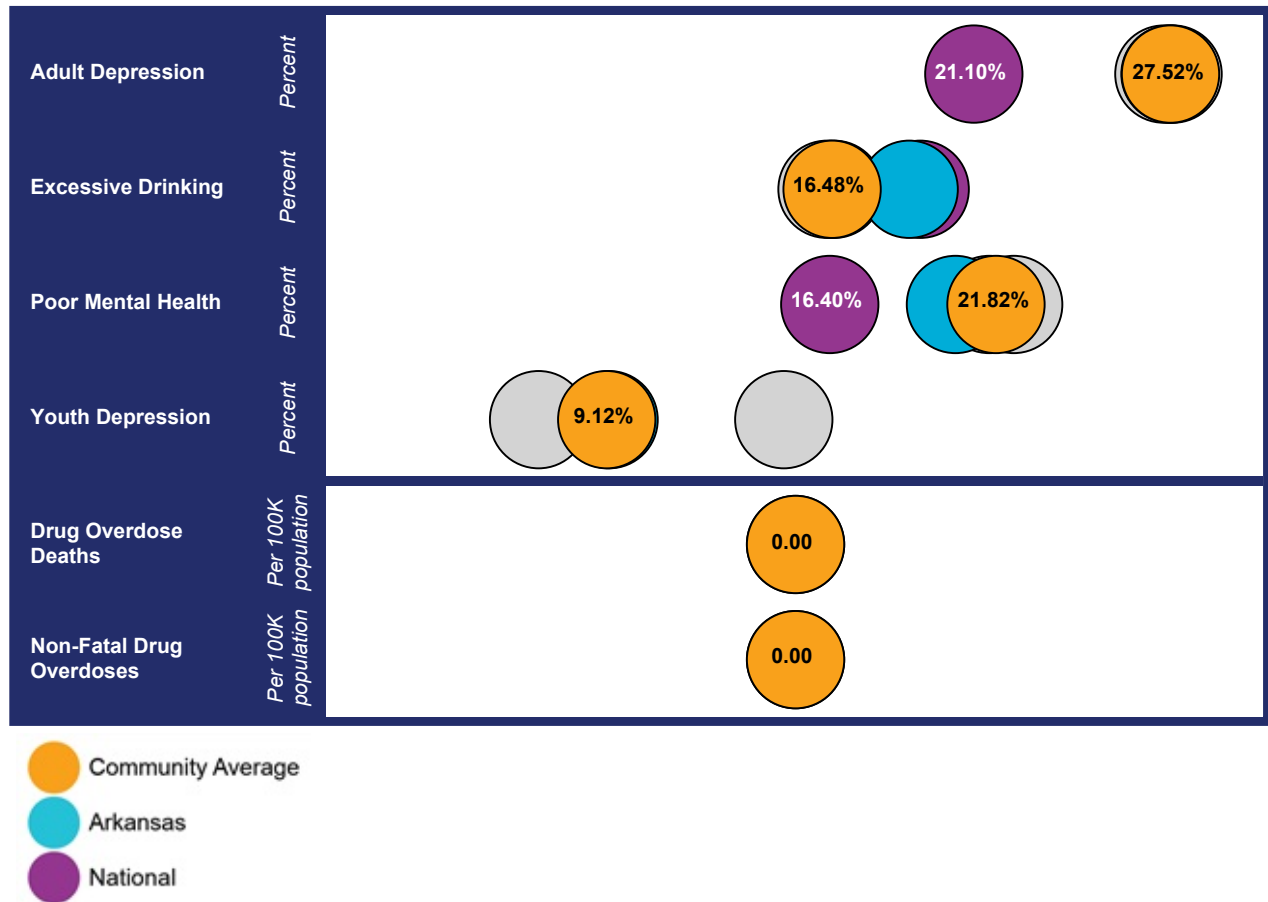 Adult Depression
Percent
21.10%
27.52%
Excessive Drinking
Percent
16.48%
Poor Mental Health
Percent
16.40%
21.82%
Youth Depression
Percent
9.12%
Drug Overdose
Deaths
Per 100K
population
0.00
Non-Fatal Drug
Overdoses
Per 100K
population
0.00
Community Average
Arkansas
National